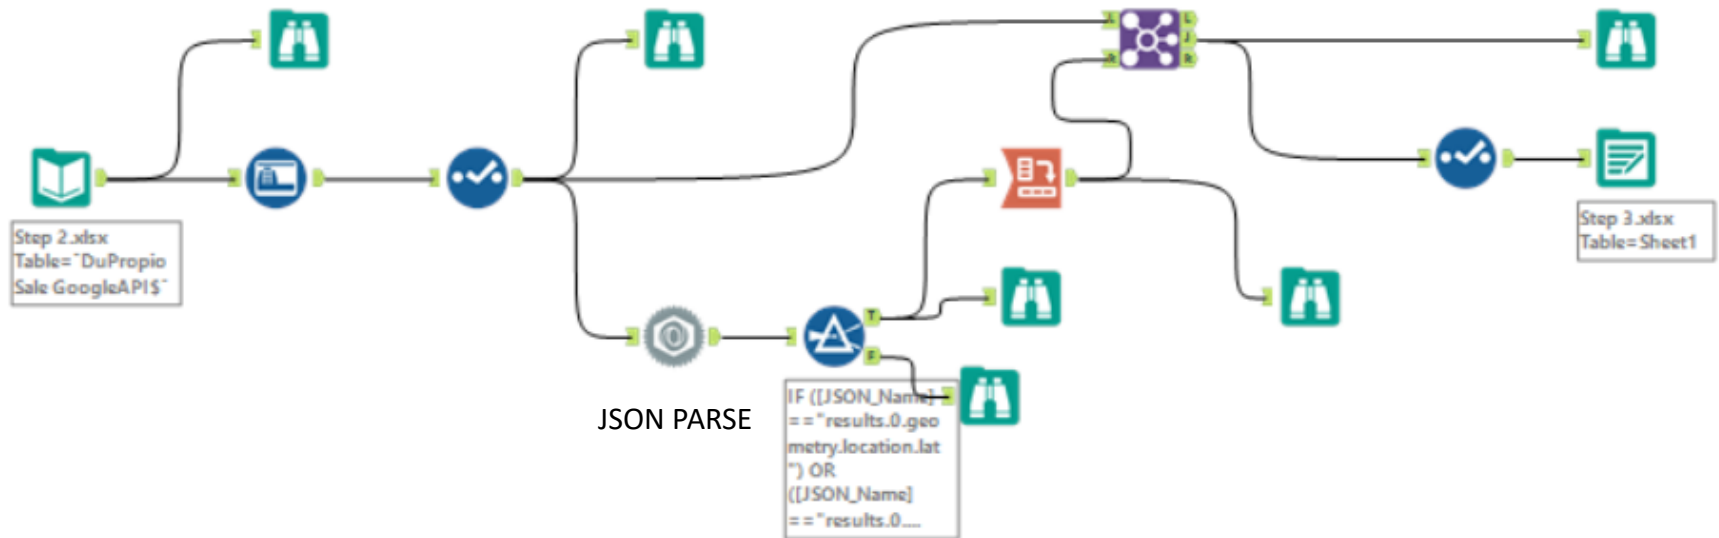 L
L
J
R
R
Step 2.xlsx
Table=`DuPropio
Sale GoogleAPI$`
Step 3.xlsx
Table=Sheet1
T
F
JSON PARSE
IF ([JSON_Name]
=="results.0.geo
metry.location.lat
") OR
([JSON_Name]
=="results.0....